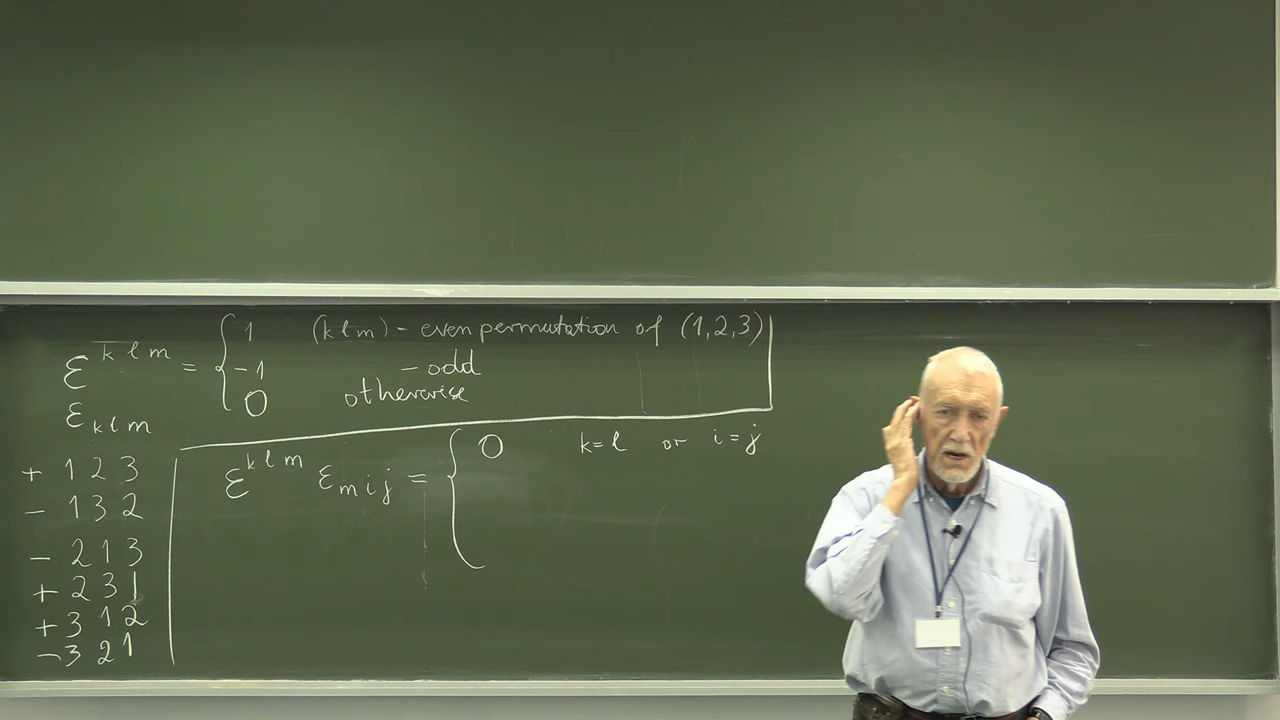 ε^{klm} = { 1 (klm) - even permutation of (1,2,3)
ε_{klm} -1 - odd
0 otherwise
ε^{klm} ε_{mij} = { 0 k=l or i=j
+ 1 2 3
- 1 3 2
- 2 1 3
+ 2 3 1
+ 3 1 2
- 3 2 1